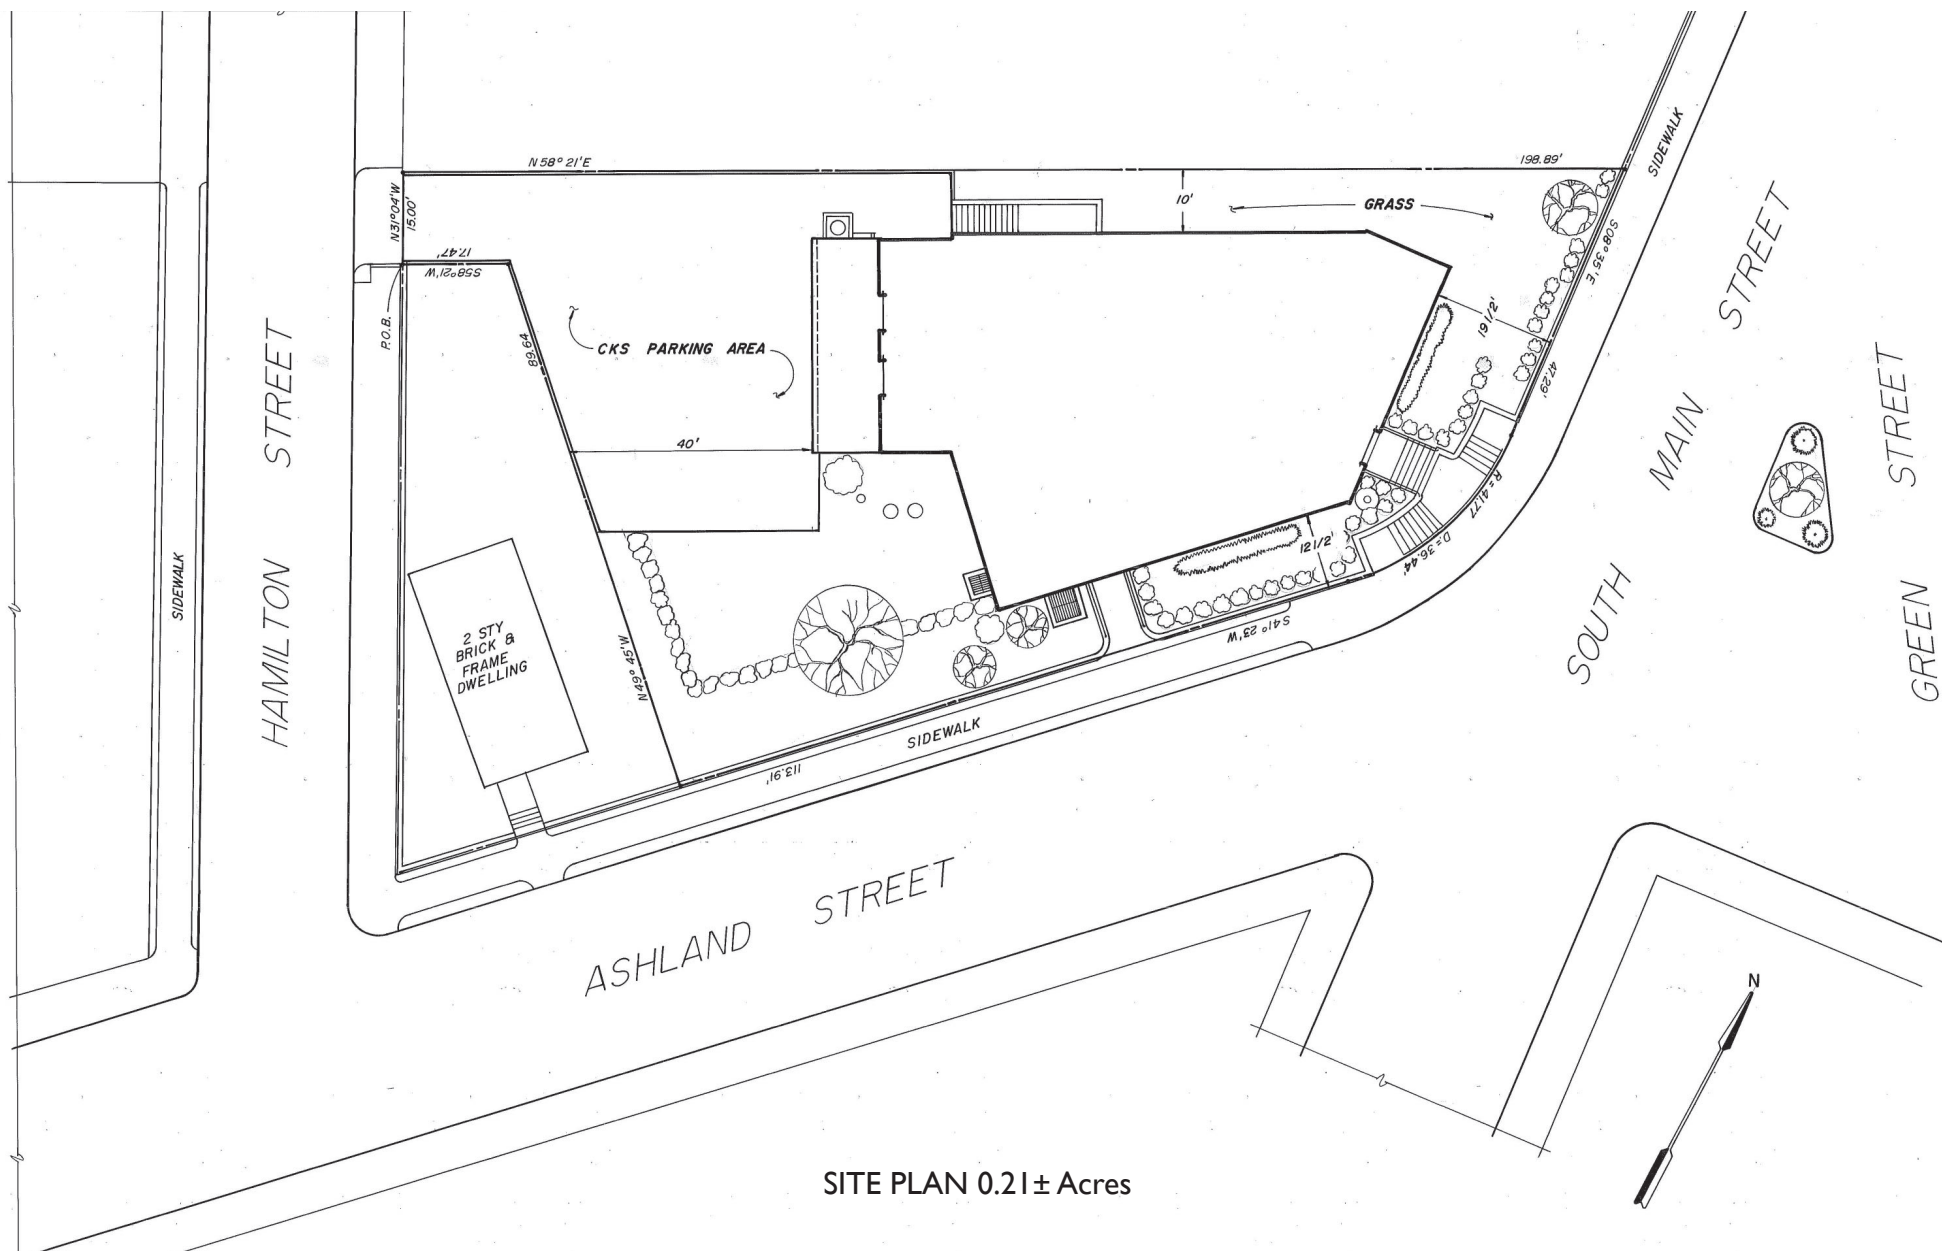 N 58° 21' E
198.89'
SIDEWALK
N31°04'W
15.00'
10'
GRASS
17.47'
S58°21'W
S08°35'E
P.O.B.
89.64
CKS PARKING AREA
19 1/2'
47.29'
40'
R=41.77
D=36.44'
12 1/2'
SOUTH MAIN STREET
GREEN STREET
HAMILTON STREET
SIDEWALK
2 STY
BRICK &
FRAME
DWELLING
N49° 45'W
S41° 23'W
SIDEWALK
113.91'
ASHLAND STREET
N
SITE PLAN 0.21± Acres